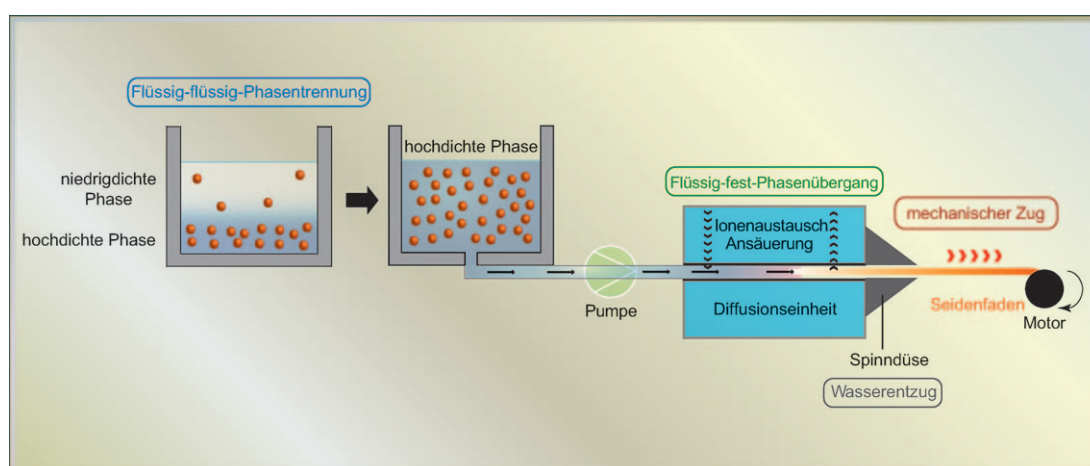 Flüssig-flüssig-Phasentrennung
niedrigdichte
Phase
hochdichte Phase
hochdichte Phase
Pumpe
Flüssig-fest-Phasenübergang
Ionenaustausch
Ansäuerung
Diffusionseinheit
mechanischer Zug
Seidenfaden
Motor
Spinndüse
Wasserentzug